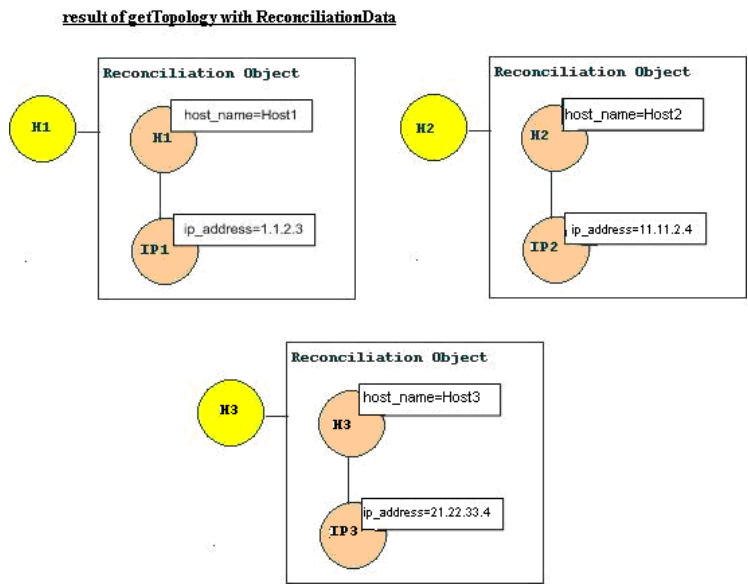 result of getTopology with ReconciliationData
Reconciliation Object
H1
H1
host_name=Host1
IP1
ip_address=1.1.2.3
Reconciliation Object
H2
H2
host_name=Host2
IP2
ip_address=11.11.2.4
Reconciliation Object
H3
H3
host_name=Host3
IP3
ip_address=21.22.33.4